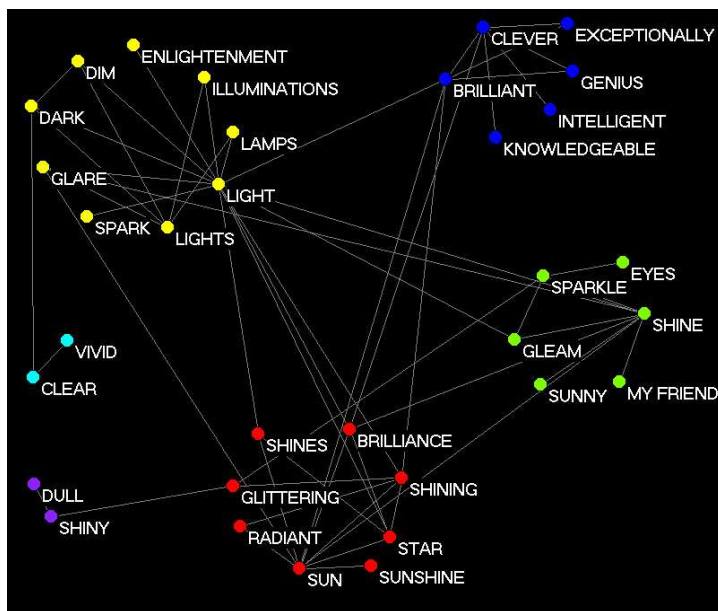 ENLIGHTENMENT
DIM
ILLUMINATIONS
DARK
LAMPS
GLARE
LIGHT
SPARK
LIGHTS
CLEVER
EXCEPTIONALLY
BRILLIANT
GENIUS
INTELLIGENT
KNOWLEDGEABLE
EYES
SPARKLE
SHINE
GLEAM
SUNNY
MY FRIEND
VIVID
CLEAR
SHINES
BRILLIANCE
GLITTERING
SHINING
RADIANT
STAR
SUN
SUNSHINE
DULL
SHINY